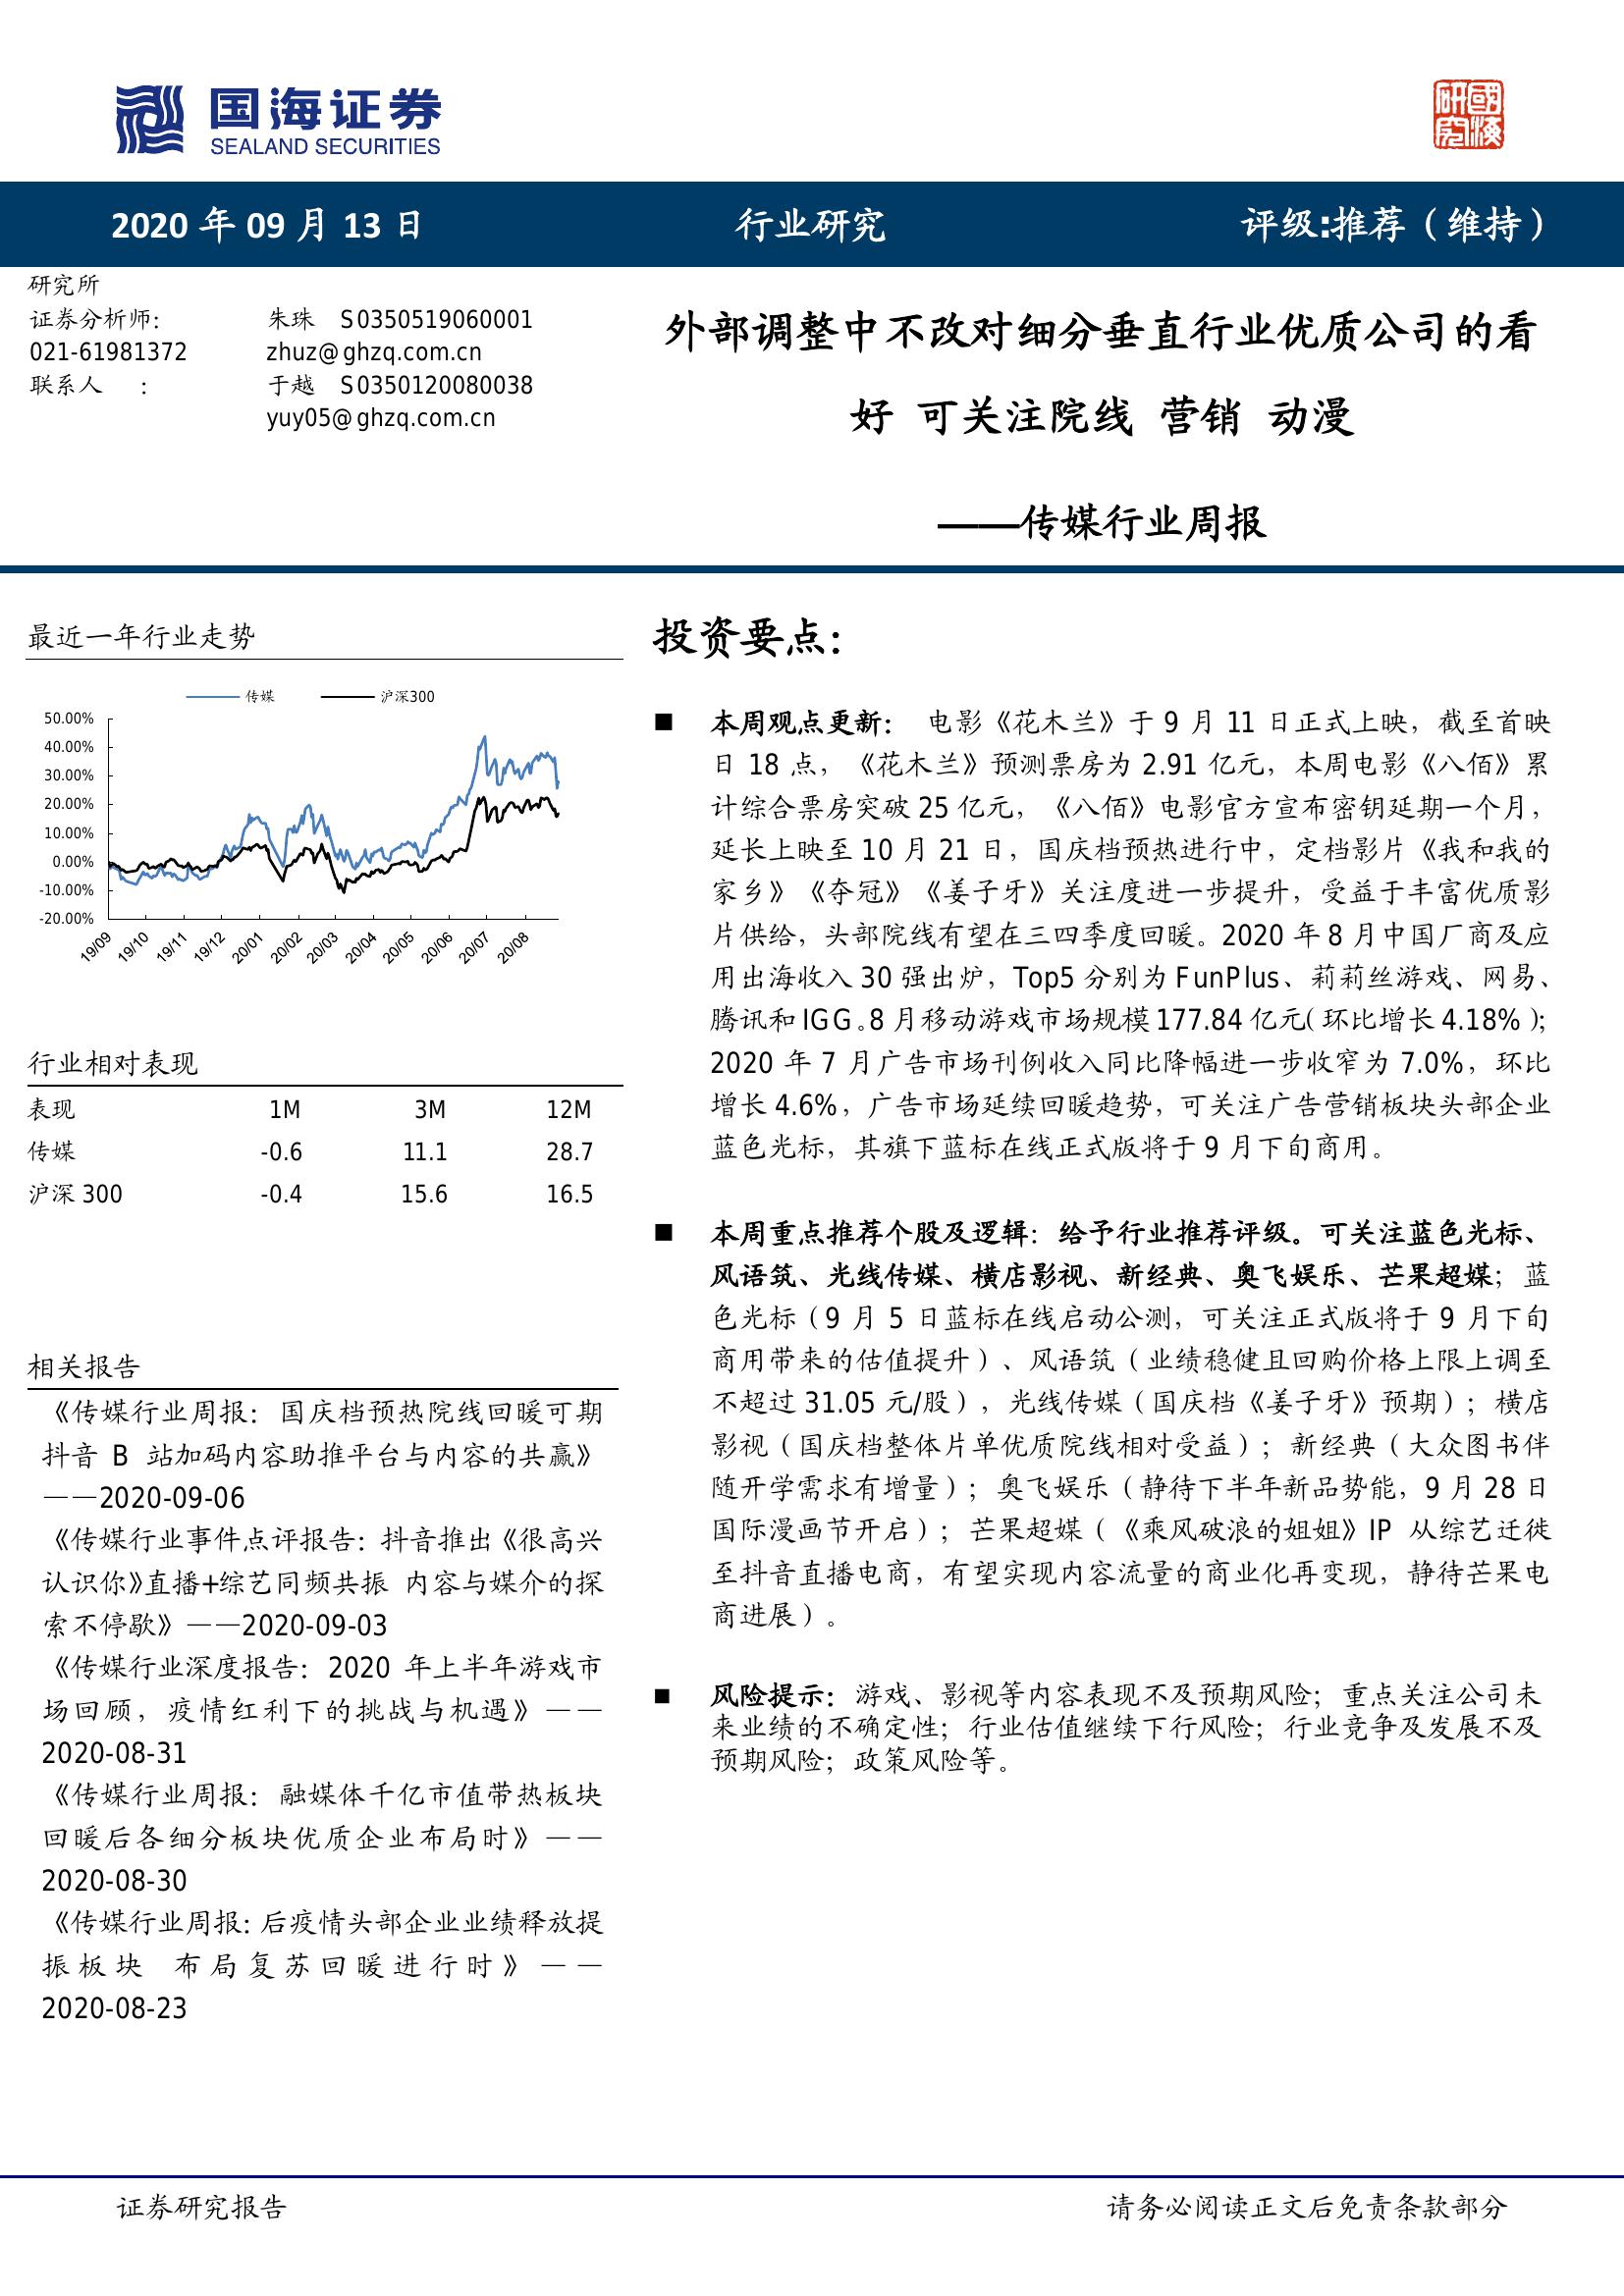 国海证券
SEALAND SECURITIES
研究
國海
2020 年 09 月 13 日
行业研究
评级:推荐（维持）
研究所
证券分析师： 朱珠 S0350519060001
021-61981372 zhuz@ghzq.com.cn
联系人 ： 于越 S0350120080038
yuy05@ghzq.com.cn
外部调整中不改对细分垂直行业优质公司的看
好 可关注院线 营销 动漫
——传媒行业周报
最近一年行业走势
传媒 沪深300
50.00%
40.00%
30.00%
20.00%
10.00%
0.00%
-10.00%
-20.00%
19/09 19/10 19/11 19/12 20/01 20/02 20/03 20/04 20/05 20/06 20/07 20/08
行业相对表现
表现 1M 3M 12M
传媒 -0.6 11.1 28.7
沪深 300 -0.4 15.6 16.5
相关报告
《传媒行业周报：国庆档预热院线回暖可期
抖音 B 站加码内容助推平台与内容的共赢》
——2020-09-06
《传媒行业事件点评报告：抖音推出《很高兴
认识你》直播+综艺同频共振 内容与媒介的探
索不停歇》——2020-09-03
《传媒行业深度报告：2020 年上半年游戏市
场回顾，疫情红利下的挑战与机遇》——
2020-08-31
《传媒行业周报：融媒体千亿市值带热板块
回暖后各细分板块优质企业布局时》——
2020-08-30
《传媒行业周报：后疫情头部企业业绩释放提
振板块 布局复苏回暖进行时》——
2020-08-23
投资要点：
■ 本周观点更新： 电影《花木兰》于 9 月 11 日正式上映，截至首映
日 18 点，《花木兰》预测票房为 2.91 亿元，本周电影《八佰》累
计综合票房突破 25 亿元，《八佰》电影官方宣布密钥延期一个月，
延长上映至 10 月 21 日，国庆档预热进行中，定档影片《我和我的
家乡》《夺冠》《姜子牙》关注度进一步提升，受益于丰富优质影
片供给，头部院线有望在三四季度回暖。2020 年 8 月中国厂商及应
用出海收入 30 强出炉，Top5 分别为 FunPlus、莉莉丝游戏、网易、
腾讯和 IGG。8 月移动游戏市场规模 177.84 亿元（环比增长 4.18%）；
2020 年 7 月广告市场刊例收入同比降幅进一步收窄为 7.0%，环比
增长 4.6%，广告市场延续回暖趋势，可关注广告营销板块头部企业
蓝色光标，其旗下蓝标在线正式版将于 9 月下旬商用。
■ 本周重点推荐个股及逻辑：给予行业推荐评级。可关注蓝色光标、
风语筑、光线传媒、横店影视、新经典、奥飞娱乐、芒果超媒；蓝
色光标（9 月 5 日蓝标在线启动公测，可关注正式版将于 9 月下旬
商用带来的估值提升）、风语筑（业绩稳健且回购价格上限上调至
不超过 31.05 元/股），光线传媒（国庆档《姜子牙》预期）；横店
影视（国庆档整体片单优质院线相对受益）；新经典（大众图书伴
随开学需求有增量）；奥飞娱乐（静待下半年新品势能，9 月 28 日
国际漫画节开启）；芒果超媒（《乘风破浪的姐姐》IP 从综艺迁徙
至抖音直播电商，有望实现内容流量的商业化再变现，静待芒果电
商进展）。
■ 风险提示：游戏、影视等内容表现不及预期风险；重点关注公司未
来业绩的不确定性；行业估值继续下行风险；行业竞争及发展不及
预期风险；政策风险等。
证券研究报告
请务必阅读正文后免责条款部分